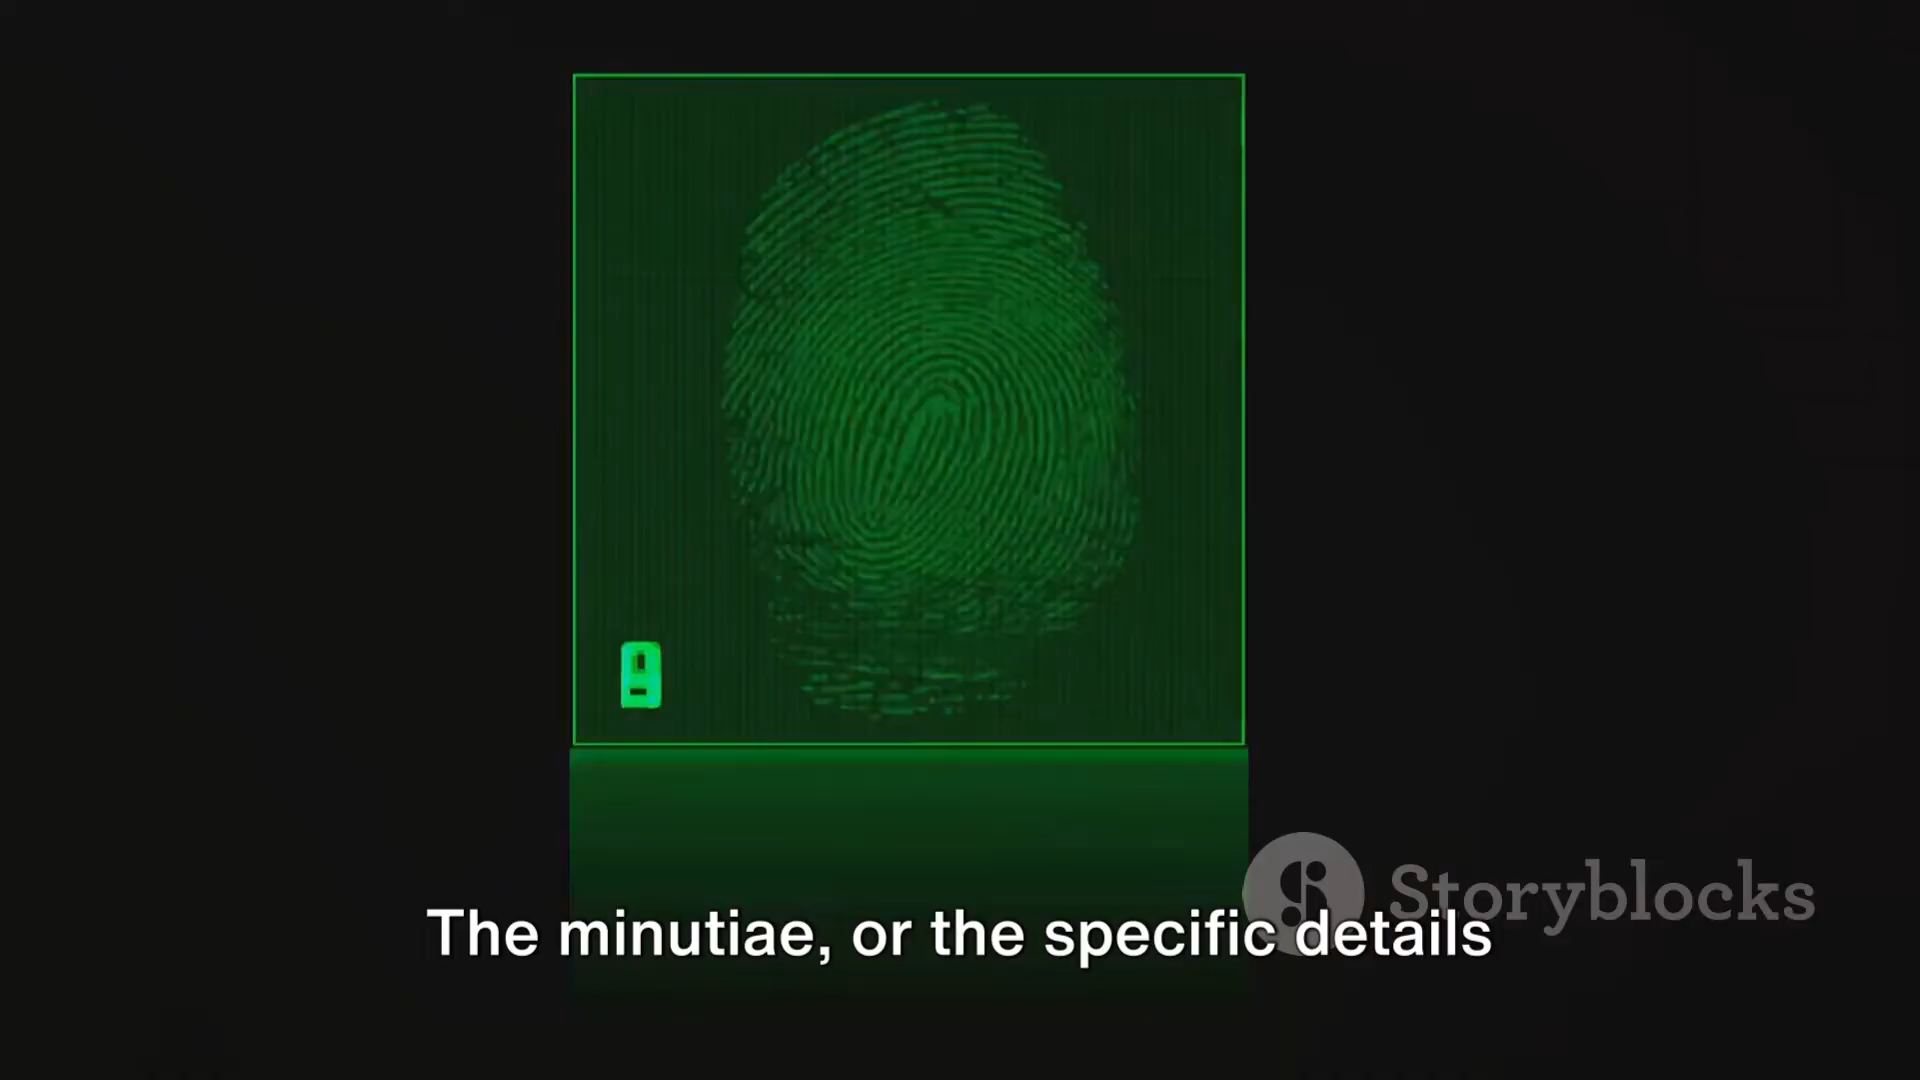 Storyblocks
The minutiae, or the specific details